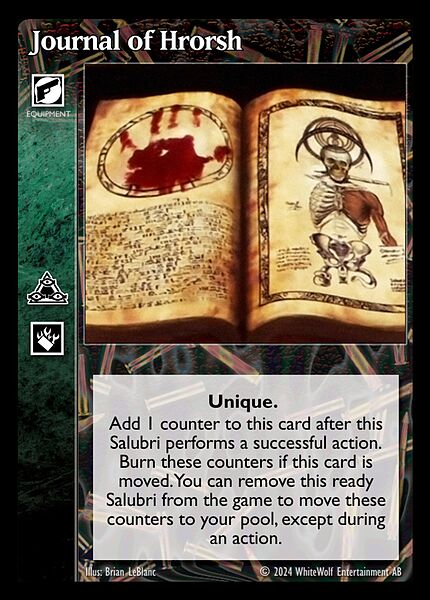 Journal of Hrorsh
EQUIPMENT
Unique.
Add 1 counter to this card after this
Salubri performs a successful action.
Burn these counters if this card is
moved.You can remove this ready
Salubri from the game to move these
counters to your pool, except during
an action.
Illus: Brian LeBlanc
© 2024 WhiteWolf Entertainment AB